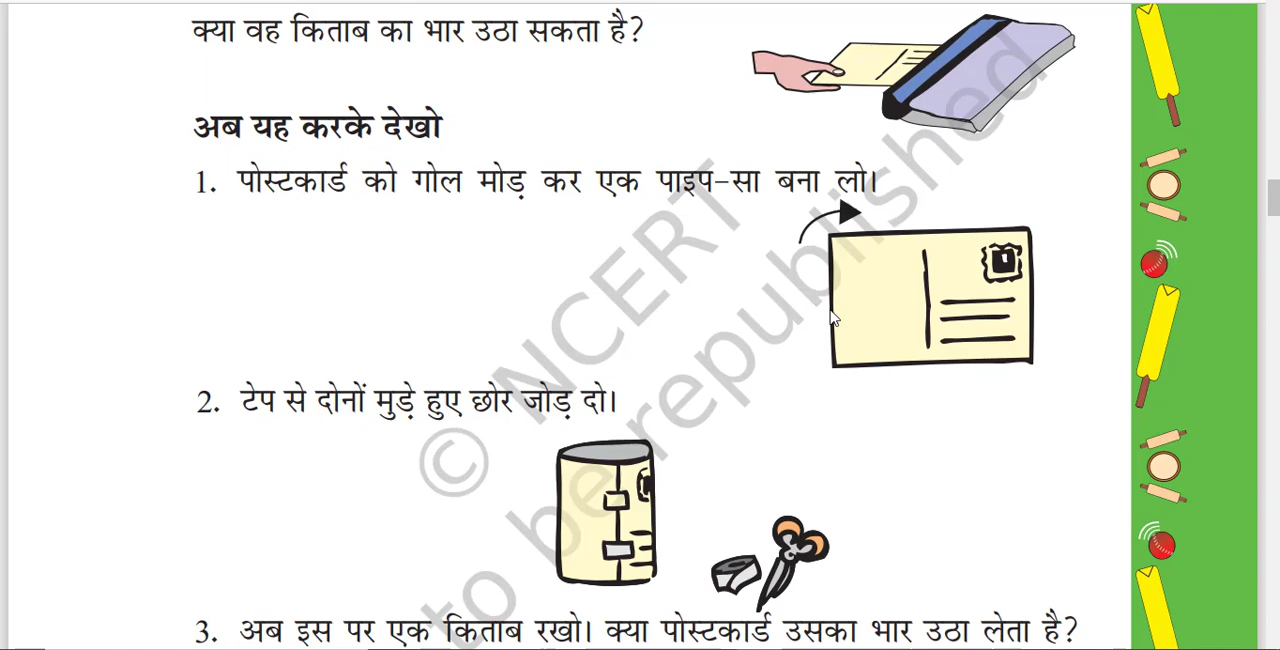 क्या वह किताब का भार उठा सकता है?
अब यह करके देखो
1. पोस्टकार्ड को गोल मोड़ कर एक पाइप-सा बना लो।
2. टेप से दोनों मुड़े हुए छोर जोड़ दो।
3. अब इस पर एक किताब रखो। क्या पोस्टकार्ड उसका भार उठा लेता है?
© NCERT
to be republished